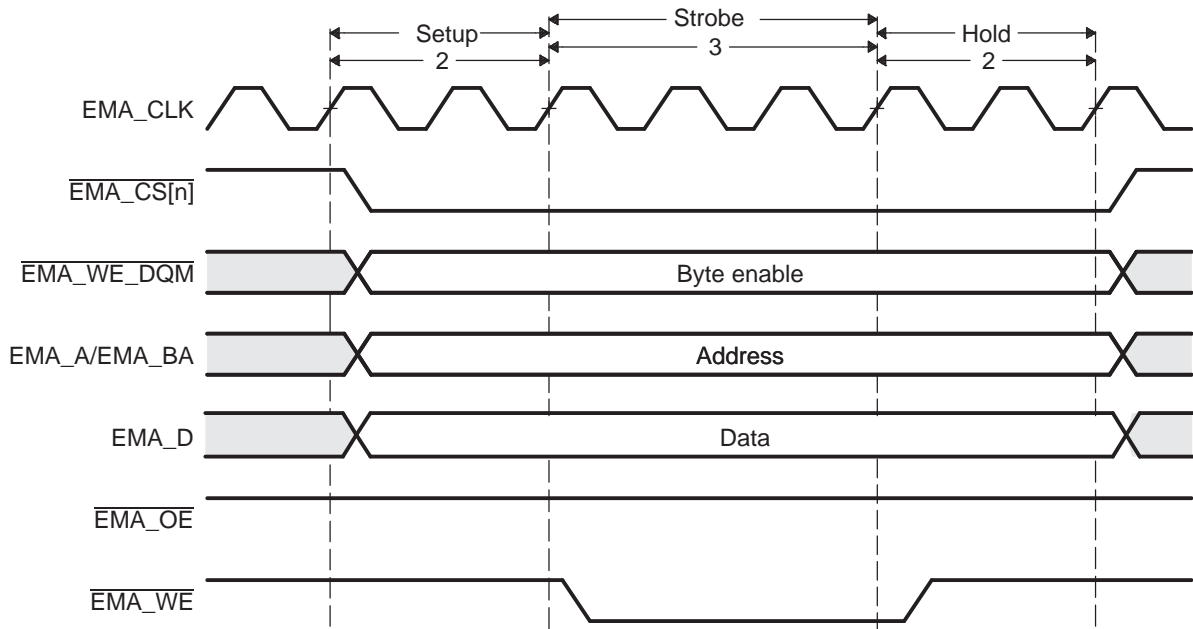 Setup
Strobe
Hold
2
3
2
EMA_CLK
EMA_CS[n]
EMA_WE_DQM
Byte enable
EMA_A/EMA_BA
Address
EMA_D
Data
EMA_OE
EMA_WE